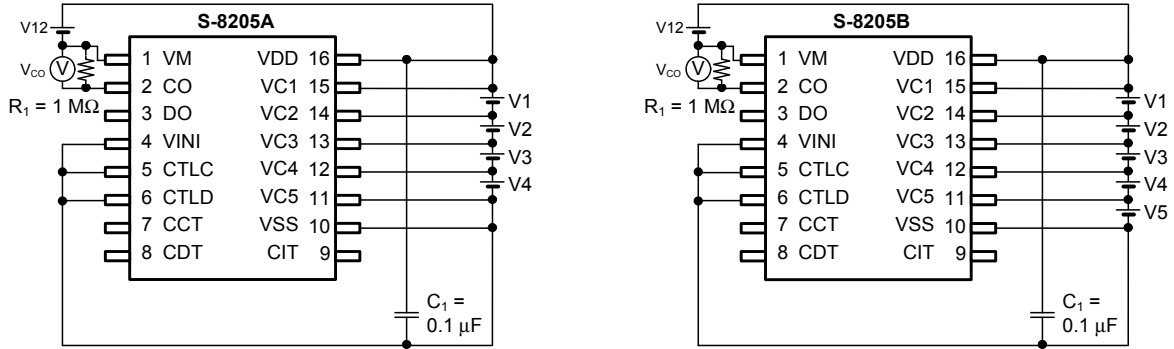 S-8205A
V12
VCO
V
R1 = 1 MΩ
1 VM
2 CO
3 DO
4 VINI
5 CTLC
6 CTLD
7 CCT
8 CDT
VDD 16
VC1 15
VC2 14
VC3 13
VC4 12
VC5 11
VSS 10
CIT 9
V1
V2
V3
V4
C1 =
0.1 μF
S-8205B
V12
VCO
V
R1 = 1 MΩ
1 VM
2 CO
3 DO
4 VINI
5 CTLC
6 CTLD
7 CCT
8 CDT
VDD 16
VC1 15
VC2 14
VC3 13
VC4 12
VC5 11
VSS 10
CIT 9
V1
V2
V3
V4
V5
C1 =
0.1 μF